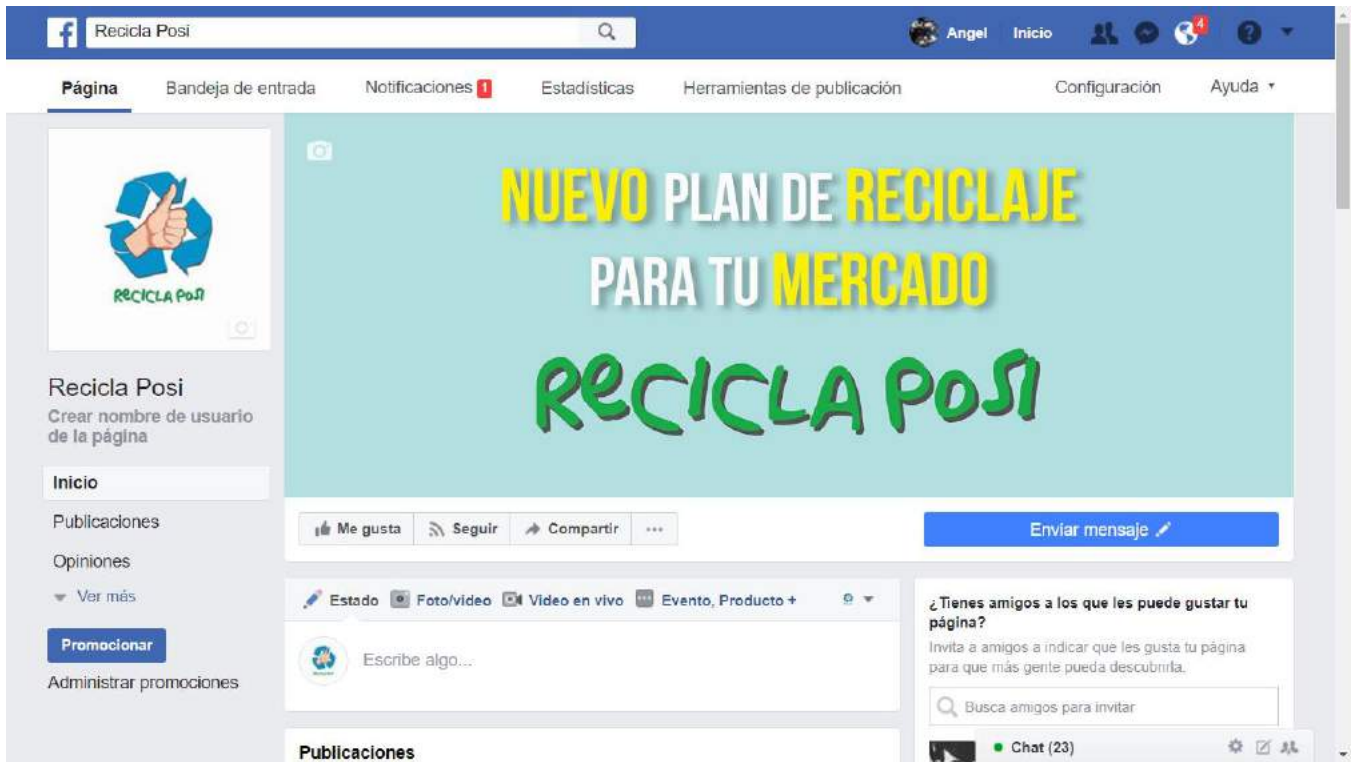 Recicla Posi
Angel Inicio 4
Página Bandeja de entrada Notificaciones 1 Estadísticas Herramientas de publicación Configuración Ayuda
RECICLA POSI
Recicla Posi
Crear nombre de usuario
de la página
Inicio
Publicaciones
Opiniones
Ver más
Promocionar
Administrar promociones
NUEVO PLAN DE RECICLAJE
PARA TU MERCADO
RECICLA POSI
Me gusta Seguir Compartir ...
Enviar mensaje
Estado Foto/video Video en vivo Evento, Producto +
Escribe algo...
Publicaciones
¿Tienes amigos a los que les puede gustar tu
página?
Invita a amigos a indicar que les gusta tu página
para que más gente pueda descubrirla.
Busca amigos para invitar
Chat (23)